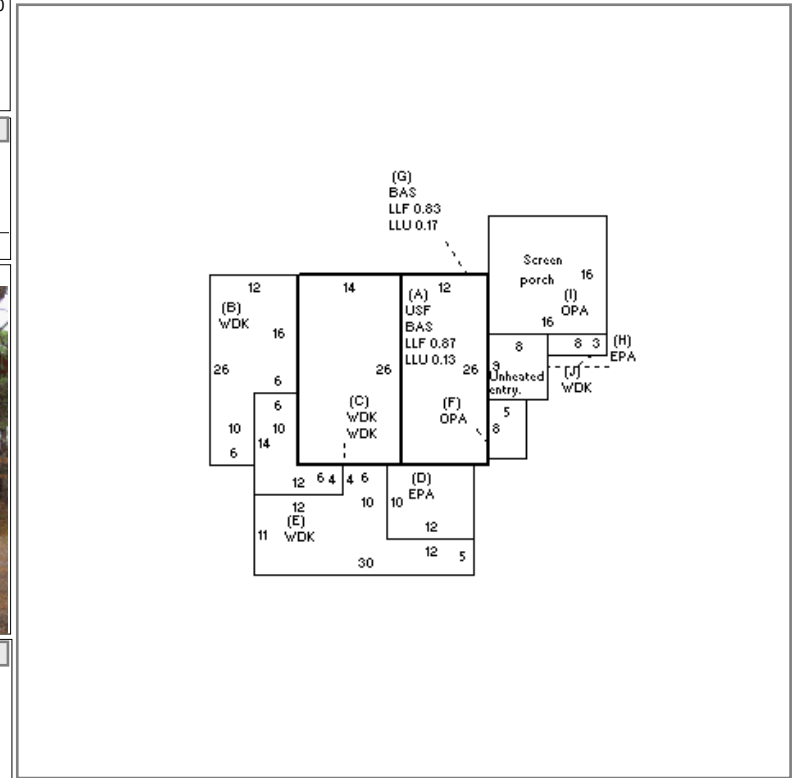 (G)
BAS
LLF 0.83
LLU 0.17
Screen
porch
16
(I)
OPA
16
12
(B)
WDK
16
26
6
10
6
14
26
(A)
12
USF
BAS
LLF 0.87
LLU 0.13
26
(C)
WDK
WDK
(F)
OPA
8
8 3
(H)
EPA
9
Unheated
entry.
(J)
WDK
5
8
6
10
14
12
6 4
4 6
10
(D)
EPA
10
12
12
(E)
WDK
11
30
12
5